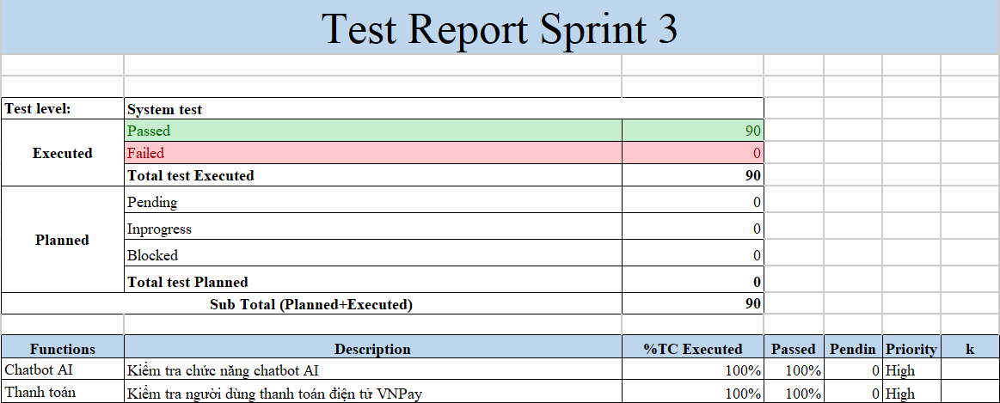 Test Report Sprint 3
Test level: System test
Executed
Passed 90
Failed 0
Total test Executed 90
Planned
Pending 0
Inprogress 0
Blocked 0
Total test Planned 0
Sub Total (Planned+Executed) 90
Functions Description %TC Executed Passed Pendin Priority k
Chatbot AI Kiểm tra chức năng chatbot AI 100% 100% 0 High
Thanh toán Kiểm tra người dùng thanh toán điện tử VNPay 100% 100% 0 High